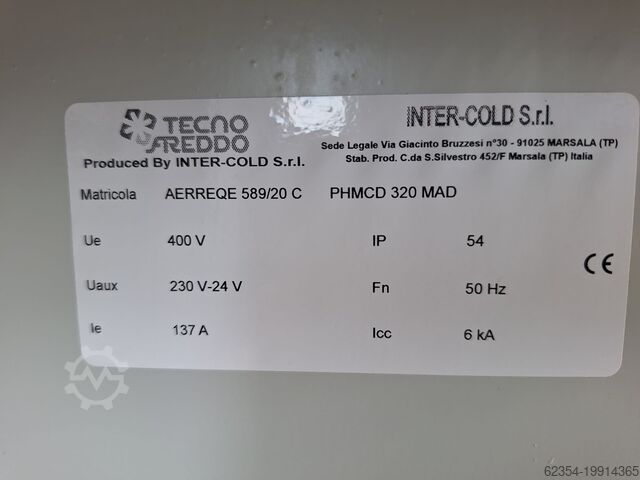 TECNO
FREDDO
Produced By INTER-COLD S.r.l.
INTER-COLD S.r.l.
Sede Legale Via Giacinto Bruzzesi n°30 - 91025 MARSALA (TP)
Stab. Prod. C.da S.Silvestro 452/F Marsala (TP) Italia
Matricola AERREQE 589/20 C PHMCD 320 MAD
Ue 400 V IP 54
CE
Uaux 230 V-24 V Fn 50 Hz
Ie 137 A Icc 6 kA
62354-19914365